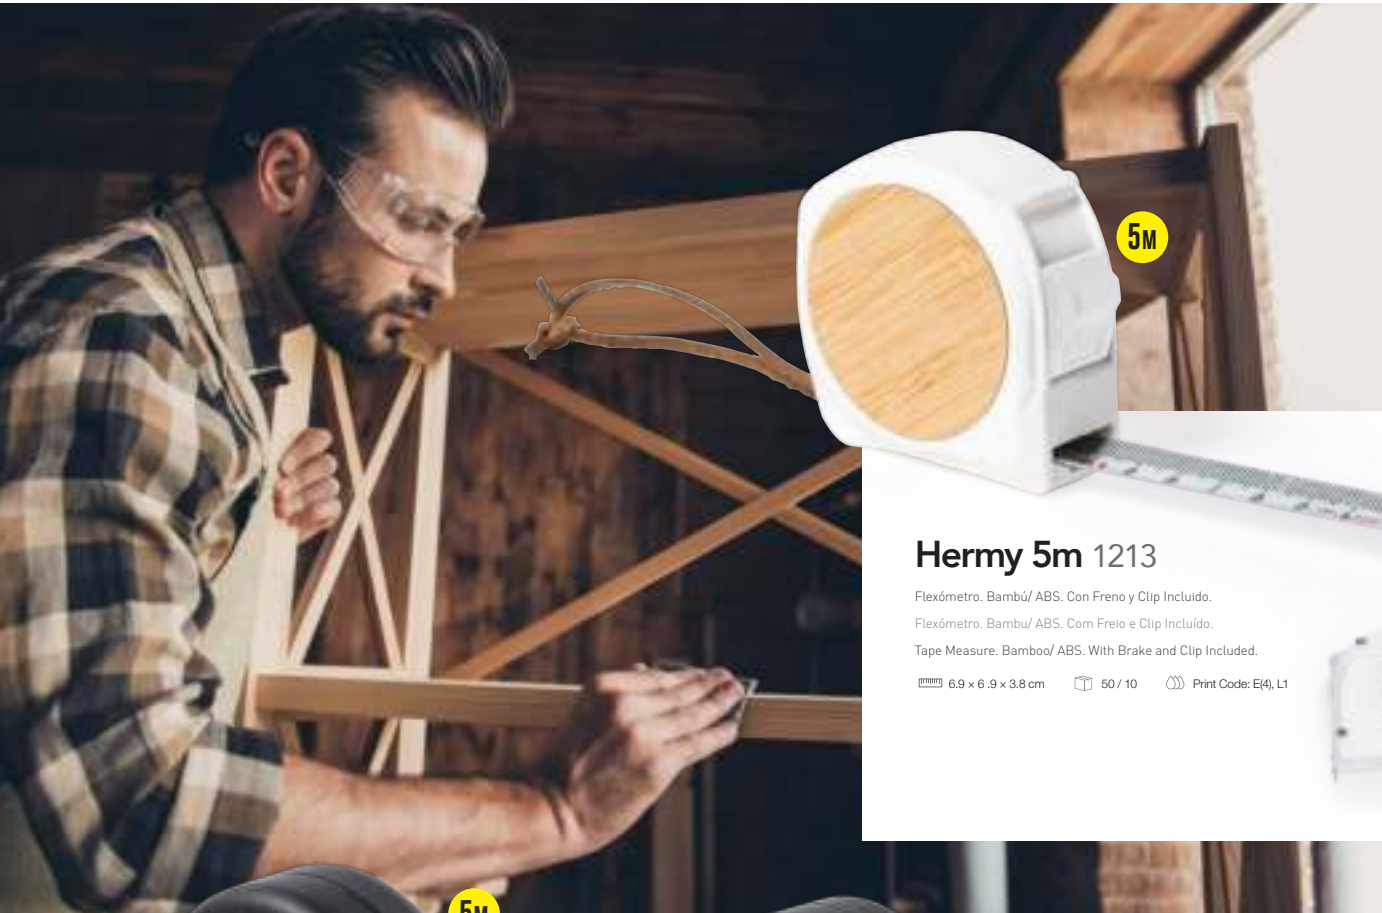 5M
Hermy 5m 1213
Flexómetro. Bambú/ ABS. Con Freno y Clip Incluido.
Flexómetro. Bambu/ ABS. Com Freio e Clip Incluído.
Tape Measure. Bamboo/ ABS. With Brake and Clip Included.
6.9 × 6 .9 × 3.8 cm 50 / 10 Print Code: E(4), L1
5M